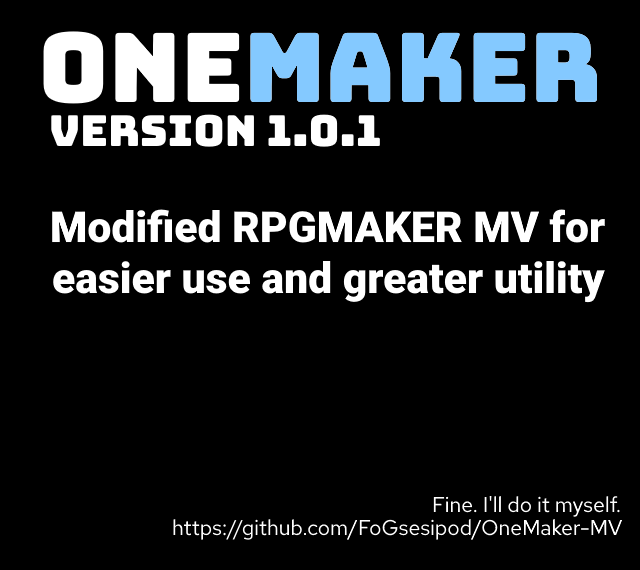 ONEMAKER
VERSION 1.0.1
Modified RPGMAKER MV for
easier use and greater utility
Fine. I'll do it myself.
https://github.com/FoGsesipod/OneMaker-MV